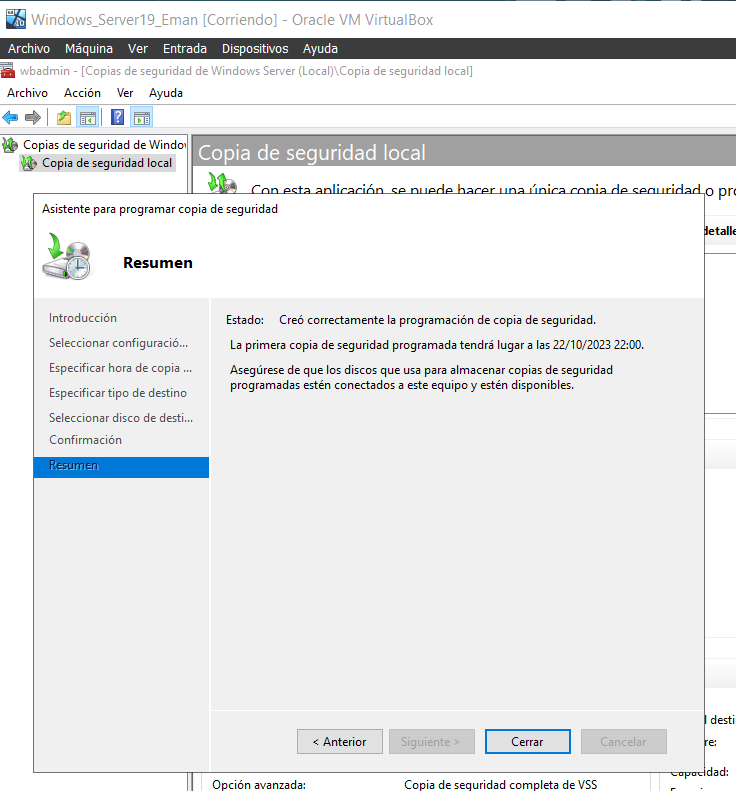 Windows_Server19_Eman [Corriendo] - Oracle VM VirtualBox
Archivo Máquina Ver Entrada Dispositivos Ayuda
wbadmin - [Copias de seguridad de Windows Server (Local)\Copia de seguridad local]
Archivo Acción Ver Ayuda
Copias de seguridad de Windo
Copia de seguridad local
Copia de seguridad local
Con esta aplicación, se puede hacer una única copia de seguridad o pro
Asistente para programar copia de seguridad
detalle
Resumen
Introducción
Seleccionar configuració...
Especificar hora de copia ...
Especificar tipo de destino
Seleccionar disco de desti...
Confirmación
Resumen
Estado: Creó correctamente la programación de copia de seguridad.
La primera copia de seguridad programada tendrá lugar a las 22/10/2023 22:00.
Asegúrese de que los discos que usa para almacenar copias de seguridad
programadas estén conectados a este equipo y estén disponibles.
desti
re:
< Anterior Siguiente > Cerrar Cancelar
Capacidad:
Opción avanzada: Copia de seguridad completa de VSS